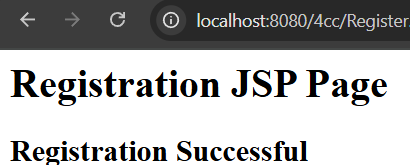 localhost:8080/4cc/Register
Registration JSP Page
Registration Successful